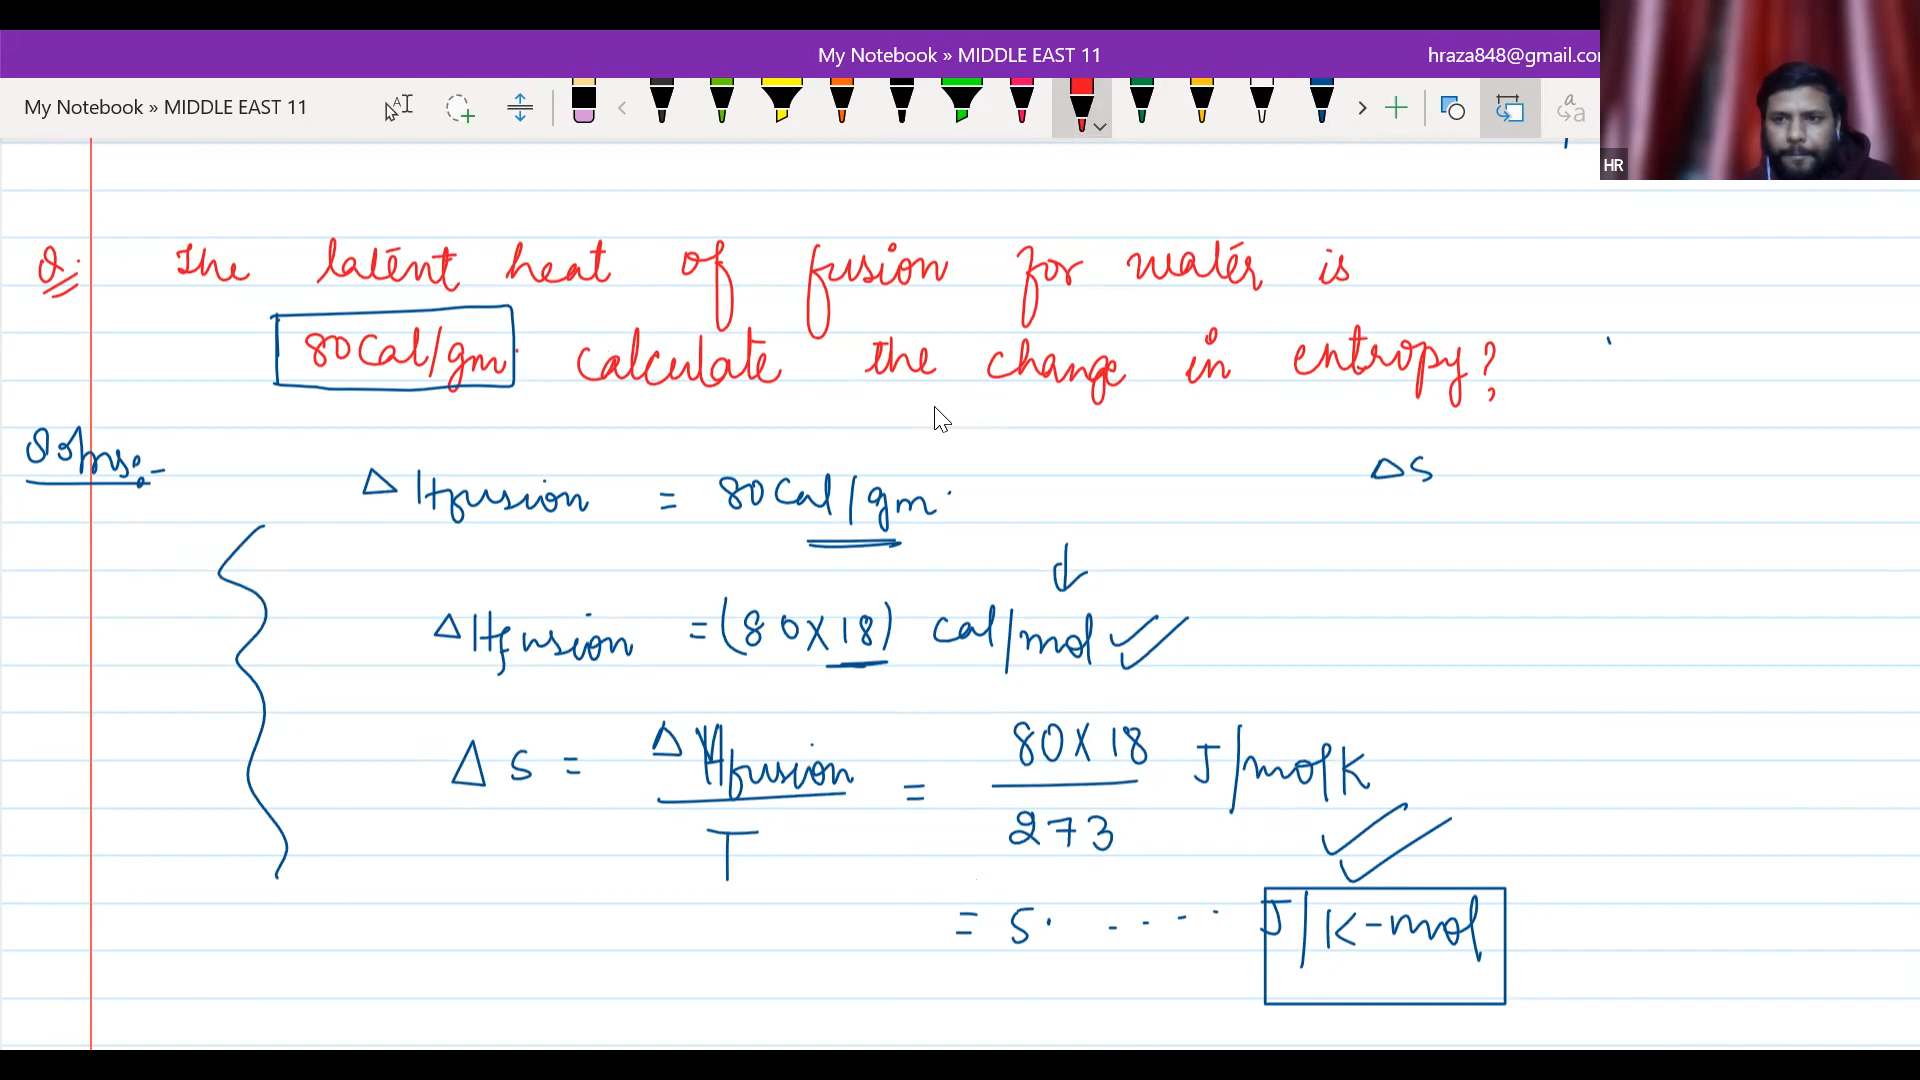 My Notebook » MIDDLE EAST 11
hraza848@gmail.co
My Notebook » MIDDLE EAST 11
HR
Q:- The latent heat of fusion for water is
80 Cal/gm. calculate the change in entropy?
ΔS
ΔHfusion = 80 Cal/gm.
ΔHfusion = (80 X 18) cal/mol
ΔS = ΔHfusion / T = 80 X 18 / 273 J/mol K
= 5. - - - - J/K-mol